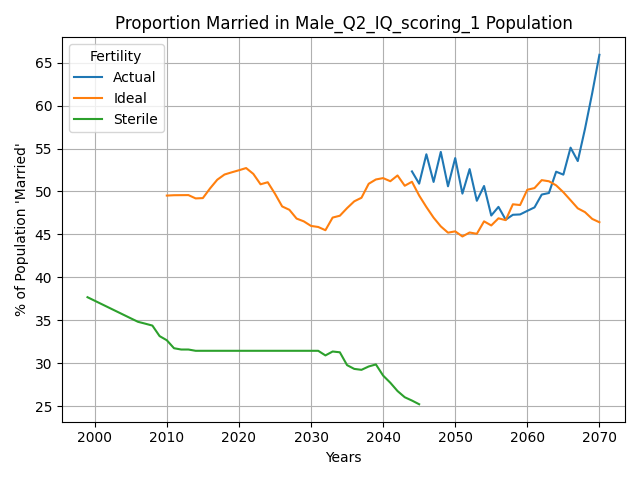 Proportion Married in Male_Q2_IQ_scoring_1 Population
% of Population 'Married'
65
60
55
50
45
40
35
30
25
Fertility
Actual
Ideal
Sterile
2000 2010 2020 2030 2040 2050 2060 2070
Years